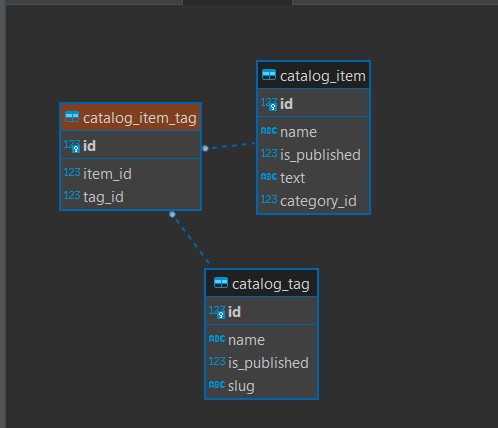 catalog_item
123 id
ABC name
123 is_published
ABC text
123 category_id
catalog_item_tag
123 id
123 item_id
123 tag_id
catalog_tag
123 id
ABC name
123 is_published
ABC slug